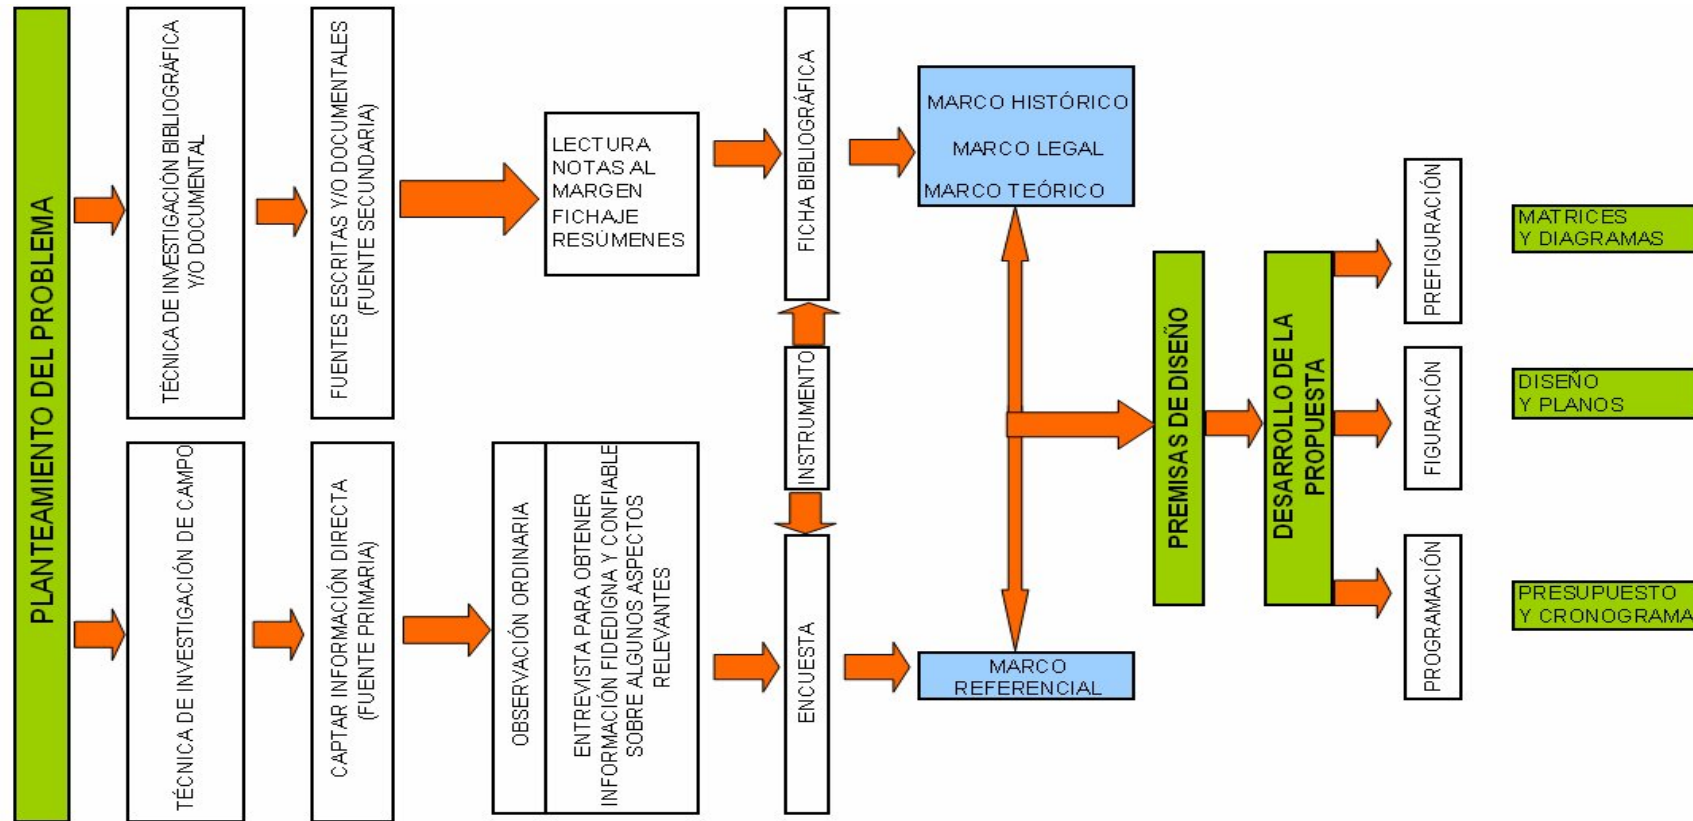 PLANTEAMIENTO DEL PROBLEMA
TÉCNICA DE INVESTIGACIÓN BIBLIOGRÁFICA
Y/O DOCUMENTAL
FUENTES ESCRITAS Y/O DOCUMENTALES
(FUENTE SECUNDARIA)
LECTURA
NOTAS AL
MARGEN
FICHAJE
RESÚMENES
FICHA BIBLIOGRÁFICA
MARCO HISTÓRICO
MARCO LEGAL
MARCO TEÓRICO
INSTRUMENTO
TÉCNICA DE INVESTIGACIÓN DE CAMPO
CAPTAR INFORMACIÓN DIRECTA
(FUENTE PRIMARIA)
OBSERVACIÓN ORDINARIA
ENTREVISTA PARA OBTENER
INFORMACIÓN FIDEDIGNA Y CONFIABLE
SOBRE ALGUNOS ASPECTOS
RELEVANTES
ENCUESTA
MARCO
REFERENCIAL
PREMISAS DE DISEÑO
DESARROLLO DE LA
PROPUESTA
PREFIGURACIÓN
MATRICES
Y DIAGRAMAS
FIGURACIÓN
DISEÑO
Y PLANOS
PROGRAMACIÓN
PRESUPUESTO
Y CRONOGRAMA